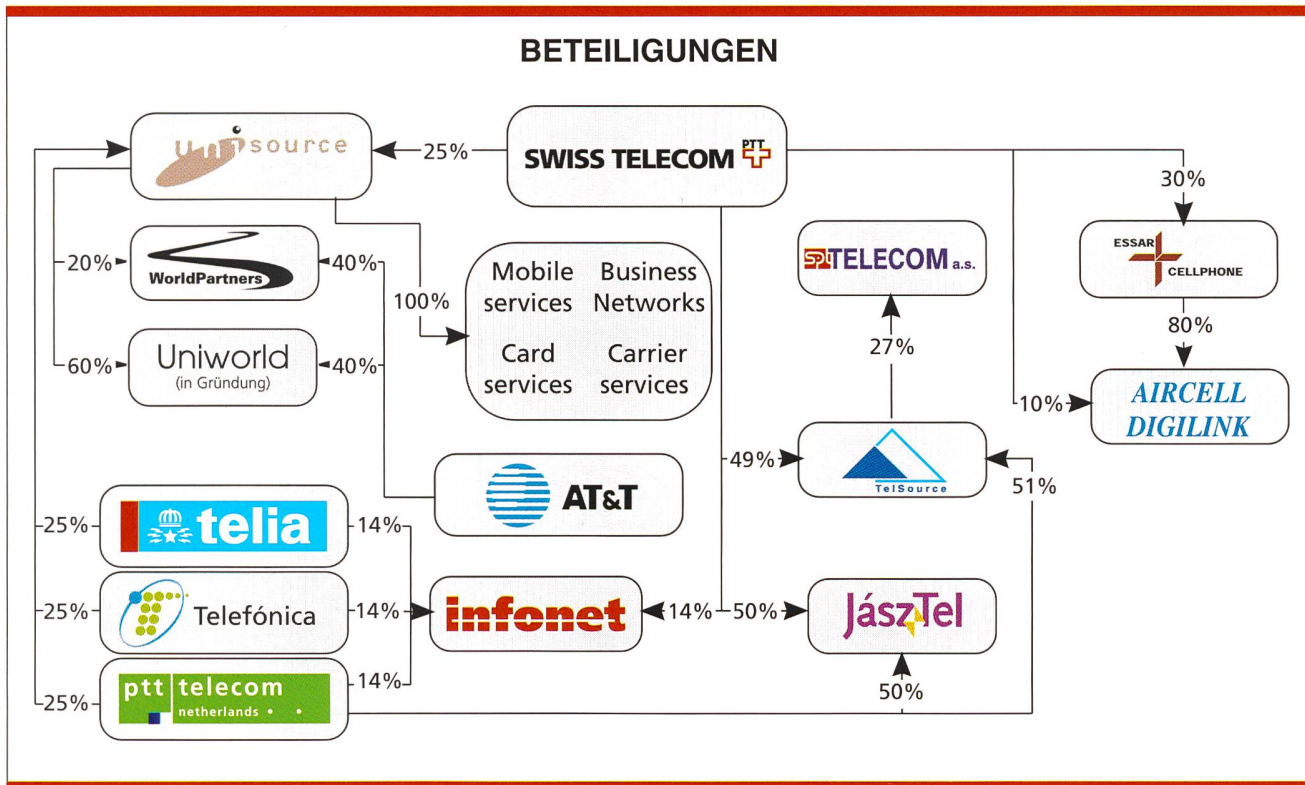 BETEILIGUNGEN
unisource
25%
SWISS TELECOM PTT
30%
20%
WorldPartners
40%
100%
Mobile services
Business Networks
Card services
Carrier services
SPT TELECOM a.s.
ESSAR CELLPHONE
80%
27%
60%
Uniworld
(in Gründung)
40%
10%
AIRCELL
DIGILINK
AT&T
49%
TelSource
51%
25%
telia
14%
25%
Telefónica
14%
infonet
14%
50%
JászTel
25%
ptt telecom
netherlands
14%
50%